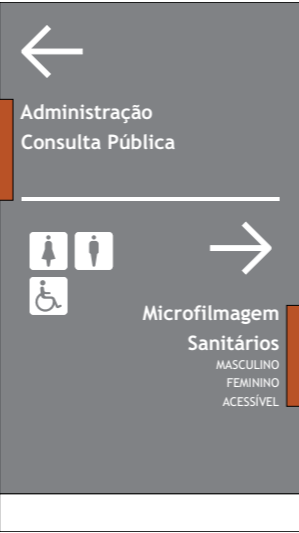 Administração
Consulta Pública
Microfilmagem
Sanitários
MASCULINO
FEMININO
ACESSÍVEL